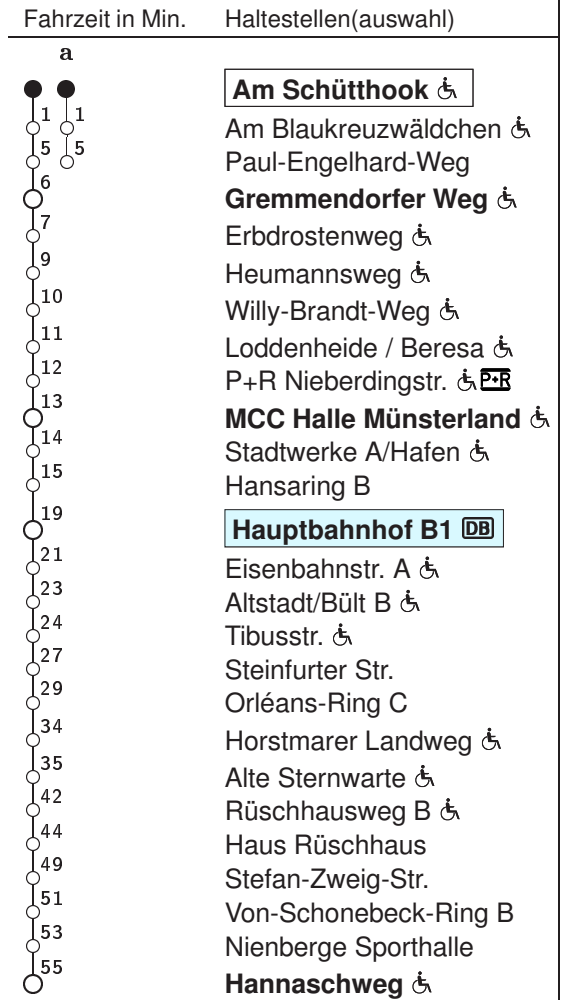 Fahrzeit in Min. Haltestellen(auswahl)
a
Am Schütthook
1 1 Am Blaukreuzwäldchen
5 5 Paul-Engelhard-Weg
6 Gremmendorfer Weg
7 Erbdrostenweg
9 Heumannsweg
10 Willy-Brandt-Weg
11 Loddenheide / Beresa
12 P+R Nieberdingstr. P+R
13 MCC Halle Münsterland
14 Stadtwerke A/Hafen
15 Hansaring B
19 Hauptbahnhof B1 DB
21 Eisenbahnstr. A
23 Altstadt/Bült B
24 Tibusstr.
27 Steinfurter Str.
29 Orléans-Ring C
34 Horstmarer Landweg
35 Alte Sternwarte
42 Rüschhausweg B
44 Haus Rüschhaus
49 Stefan-Zweig-Str.
51 Von-Schonebeck-Ring B
53 Nienberge Sporthalle
55 Hannaschweg